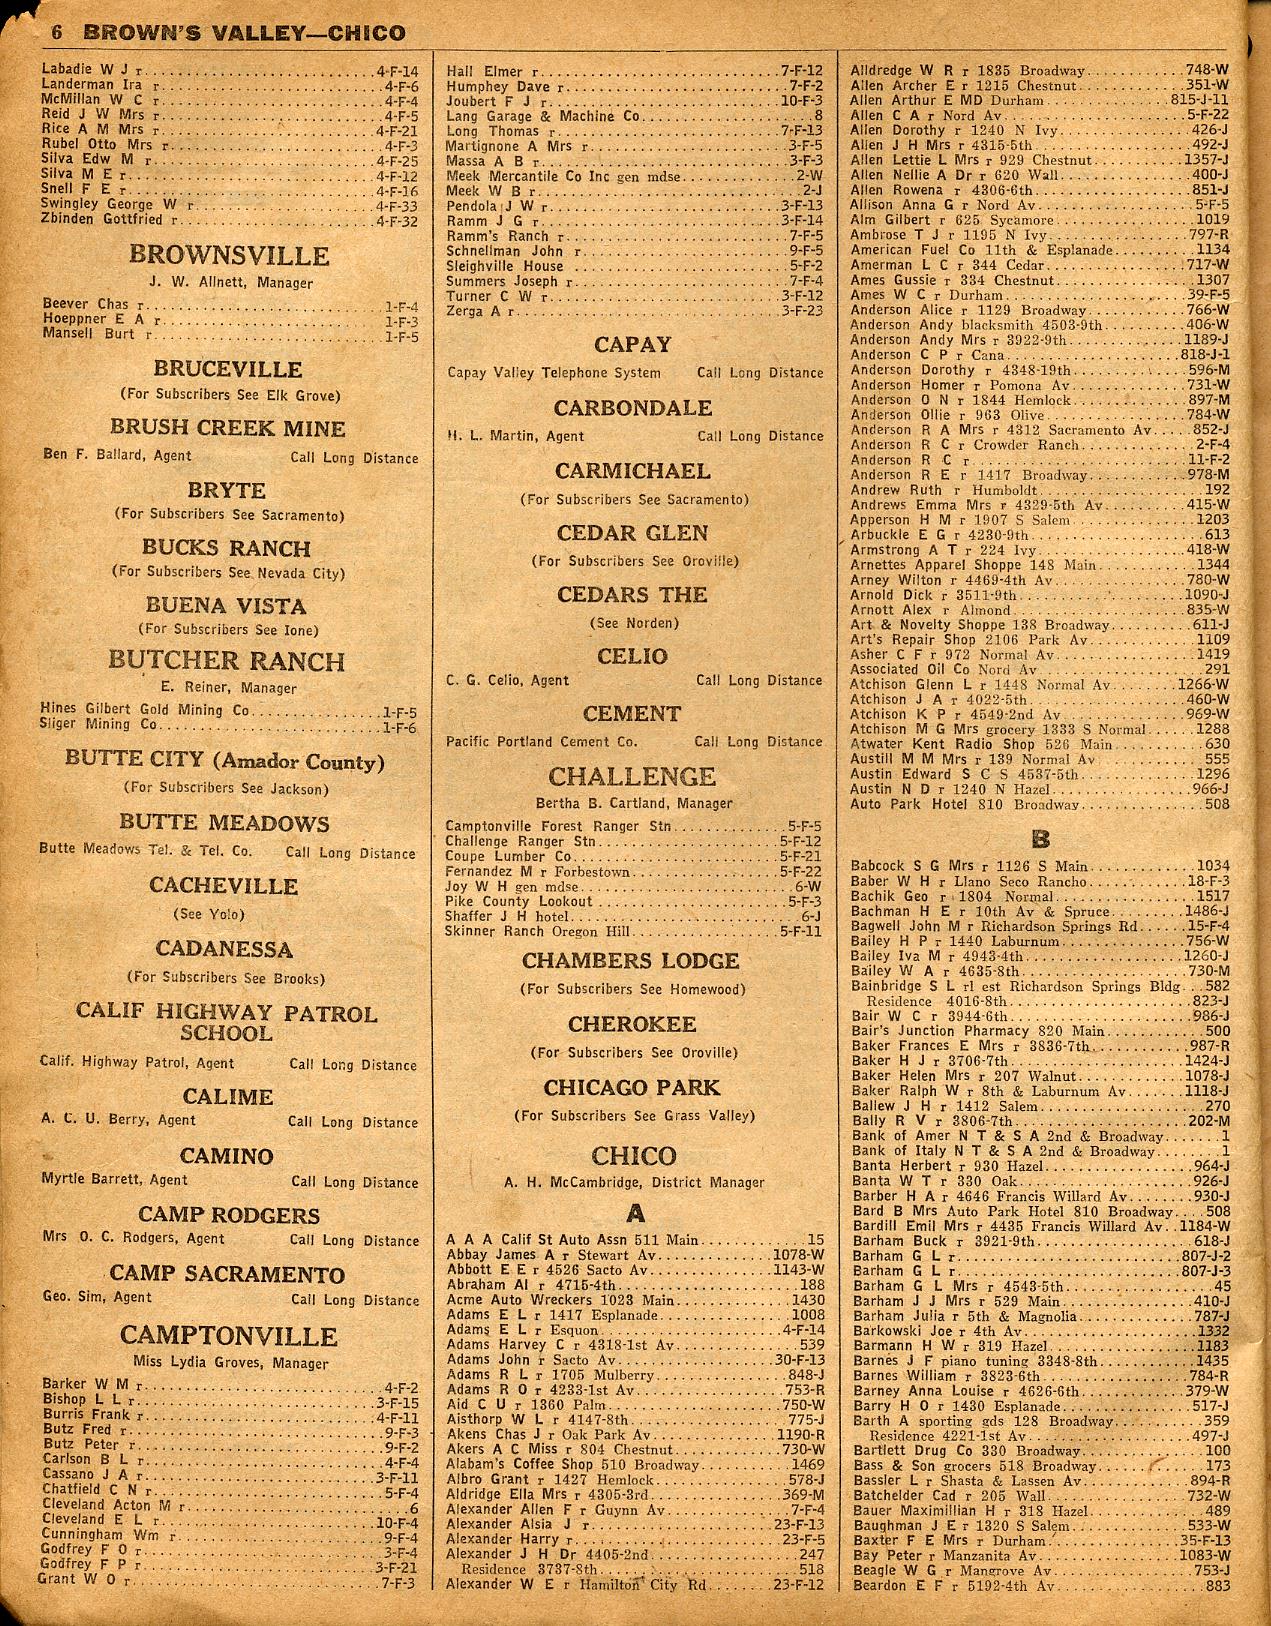 6 BROWN'S VALLEY—CHICO
Labadie W J r 4-F-14
Landerman Ira r 4-F-6
McMillan W C r 4-F-4
Reid J W Mrs r 4-F-5
Rice A M Mrs r 4-F-21
Rubel Otto Mrs r 4-F-3
Silva Edw M r 4-F-25
Silva M E r 4-F-12
Snell F E r 4-F-16
Swingley George W r 4-F-33
Zbinden Gottfried r 4-F-32
BROWNSVILLE
J. W. Allnett, Manager
Beever Chas r 1-F-4
Hoeppner E A r 1-F-3
Mansell Burt r 1-F-5
BRUCEVILLE
(For Subscribers See Elk Grove)
BRUSH CREEK MINE
Ben F. Ballard, Agent Call Long Distance
BRYTE
(For Subscribers See Sacramento)
BUCKS RANCH
(For Subscribers See Nevada City)
BUENA VISTA
(For Subscribers See Ione)
BUTCHER RANCH
E. Reiner, Manager
Hines Gilbert Gold Mining Co 1-F-5
Sliger Mining Co 1-F-6
BUTTE CITY (Amador County)
(For Subscribers See Jackson)
BUTTE MEADOWS
Butte Meadows Tel. & Tel. Co. Call Long Distance
CACHEVILLE
(See Yolo)
CADANESSA
(For Subscribers See Brooks)
CALIF HIGHWAY PATROL
SCHOOL
Calif. Highway Patrol, Agent Call Long Distance
CALIME
A. C. U. Berry, Agent Call Long Distance
CAMINO
Myrtle Barrett, Agent Call Long Distance
CAMP RODGERS
Mrs O. C. Rodgers, Agent Call Long Distance
CAMP SACRAMENTO
Geo. Sim, Agent Call Long Distance
CAMPTONVILLE
Miss Lydia Groves, Manager
Barker W M r 4-F-2
Bishop L L r 3-F-15
Burris Frank r 4-F-11
Butz Fred r 9-F-3
Butz Peter r 9-F-2
Carlson B L r 4-F-4
Cassano J A r 3-F-11
Chatfield C N r 5-F-4
Cleveland Acton M r 6
Cleveland E L r 10-F-4
Cunningham Wm r 9-F-4
Godfrey F O r 3-F-4
Godfrey F P r 3-F-21
Grant W O r 7-F-3
Hall Elmer r 7-F-12
Humphey Dave r 7-F-2
Joubert F J r 10-F-3
Lang Garage & Machine Co 8
Long Thomas r 7-F-13
Martignone A Mrs r 3-F-5
Massa A B r 3-F-3
Meek Mercantile Co Inc gen mdse 2-W
Meek W B r 2-J
Pendola J W r 3-F-13
Ramm J G r 3-F-14
Ramm's Ranch r 7-F-5
Schnellman John r 9-F-5
Sleighville House 5-F-2
Summers Joseph r 7-F-4
Turner C W r 3-F-12
Zerga A r 3-F-23
CAPAY
Capay Valley Telephone System Call Long Distance
CARBONDALE
H. L. Martin, Agent Call Long Distance
CARMICHAEL
(For Subscribers See Sacramento)
CEDAR GLEN
(For Subscribers See Oroville)
CEDARS THE
(See Norden)
CELIO
C. G. Celio, Agent Call Long Distance
CEMENT
Pacific Portland Cement Co. Call Long Distance
CHALLENGE
Bertha B. Cartland, Manager
Camptonville Forest Ranger Stn 5-F-5
Challenge Ranger Stn 5-F-12
Coupe Lumber Co 5-F-21
Fernandez M r Forbestown 5-F-22
Joy W H gen mdse 6-W
Pike County Lookout 5-F-3
Shaffer J H hotel 6-J
Skinner Ranch Oregon Hill 5-F-11
CHAMBERS LODGE
(For Subscribers See Homewood)
CHEROKEE
(For Subscribers See Oroville)
CHICAGO PARK
(For Subscribers See Grass Valley)
CHICO
A. H. McCambridge, District Manager
A
A A A Calif St Auto Assn 511 Main 15
Abbay James A r Stewart Av 1078-W
Abbott E E r 4526 Sacto Av 1143-W
Abraham Al r 4715-4th 188
Acme Auto Wreckers 1023 Main 1430
Adams E L r 1417 Esplanade 1008
Adams E L r Esquon 4-F-14
Adams Harvey C r 4318-1st Av 539
Adams John r Sacto Av 30-F-13
Adams R L r 1705 Mulberry 848-J
Adams R O r 4233-1st Av 753-R
Aid C U r 1360 Palm 750-W
Aisthorp W L r 4147-8th 775-J
Akens Chas J r Oak Park Av 1190-R
Akers A C Miss r 804 Chestnut 730-W
Alabam's Coffee Shop 510 Broadway 1469
Albro Grant r 1427 Hemlock 578-J
Aldridge Ella Mrs r 4305-3rd 369-M
Alexander Allen F r Guynn Av 7-F-4
Alexander Alsia J r 23-F-13
Alexander Harry r 23-F-5
Alexander J H Dr 4405-2nd 247
Residence 3737-8th 518
Alexander W E r Hamilton City Rd 23-F-12
Alldredge W R r 1835 Broadway 748-W
Allen Archer E r 1215 Chestnut 351-W
Allen Arthur E MD Durham 815-J-11
Allen C A r Nord Av 5-F-22
Allen Dorothy r 1240 N Ivy 426-J
Allen J H Mrs r 4315-5th 492-J
Allen Lettie L Mrs r 929 Chestnut 1357-J
Allen Nellie A Dr r 620 Wall 400-J
Allen Rowena r 4306-6th 851-J
Allison Anna G r Nord Av 5-F-5
Alm Gilbert r 625 Sycamore 1019
Ambrose T J r 1195 N Ivy 797-R
American Fuel Co 11th & Esplanade 1134
Amerman L C r 344 Cedar 717-W
Ames Gussie r 334 Chestnut 1307
Ames W C r Durham 39-F-5
Anderson Alice r 1129 Broadway 766-W
Anderson Andy blacksmith 4503-9th 406-W
Anderson Andy Mrs r 3922-9th 1189-J
Anderson C P r Cana 818-J-1
Anderson Dorothy r 4348-19th 596-M
Anderson Homer r Pomona Av 731-W
Anderson O N r 1844 Hemlock 897-M
Anderson Ollie r 963 Olive 784-W
Anderson R A Mrs r 4312 Sacramento Av 852-J
Anderson R C r Crowder Ranch 2-F-4
Anderson R C r 11-F-2
Anderson R E r 1417 Broadway 978-M
Andrew Ruth r Humboldt 192
Andrews Emma Mrs r 4329-5th Av 415-W
Apperson H M r 1907 S Salem 1203
Arbuckle E G r 4230-9th 613
Armstrong A T r 224 Ivy 418-W
Arnettes Apparel Shoppe 148 Main 1344
Arney Wilton r 4469-4th Av 780-W
Arnold Dick r 3511-9th 1090-J
Arnott Alex r Almond 835-W
Art & Novelty Shoppe 138 Broadway 611-J
Art's Repair Shop 2106 Park Av 1109
Asher C F r 972 Normal Av 1419
Associated Oil Co Nord Av 291
Atchison Glenn L r 1448 Normal Av 1266-W
Atchison J A r 4022-5th 460-W
Atchison K P r 4549-2nd Av 969-W
Atchison M G Mrs grocery 1333 S Normal 1288
Atwater Kent Radio Shop 526 Main 630
Austill M M Mrs r 139 Normal Av 555
Austin Edward S C S 4537-5th 1296
Austin N D r 1240 N Hazel 966-J
Auto Park Hotel 810 Broadway 508
B
Babcock S G Mrs r 1126 S Main 1034
Baber W H r Llano Seco Rancho 18-F-3
Bachik Geo r 1804 Normal 1517
Bachman H E r 10th Av & Spruce 1486-J
Bagwell John M r Richardson Springs Rd 15-F-4
Bailey H P r 1440 Laburnum 756-W
Bailey Iva M r 4943-4th 1260-J
Bailey W A r 4635-8th 730-M
Bainbridge S L rl est Richardson Springs Bldg 582
Residence 4016-8th 823-J
Bair W C r 3944-6th 986-J
Bair's Junction Pharmacy 820 Main 500
Baker Frances E Mrs r 3836-7th 987-R
Baker H J r 3706-7th 1424-J
Baker Helen Mrs r 207 Walnut 1078-J
Baker Ralph W r 8th & Laburnum Av 1118-J
Ballew J H r 1412 Salem 270
Bally R V r 3806-7th 202-M
Bank of Amer N T & S A 2nd & Broadway 1
Bank of Italy N T & S A 2nd & Broadway 1
Banta Herbert r 930 Hazel 964-J
Banta W T r 330 Oak 926-J
Barber H A r 4646 Francis Willard Av 930-J
Bard B Mrs Auto Park Hotel 810 Broadway 508
Bardill Emil Mrs r 4435 Francis Willard Av 1184-W
Barham Buck r 3921-9th 618-J
Barham G L r 807-J-2
Barham G L r 807-J-3
Barham G L Mrs r 4543-5th 45
Barham J J Mrs r 529 Main 410-J
Barham Julia r 5th & Magnolia 787-J
Barkowski Joe r 4th Av 1332
Barmann H W r 319 Hazel 1183
Barnes J F piano tuning 3348-8th 1435
Barnes William r 3823-6th 784-R
Barney Anna Louise r 4626-6th 379-W
Barry H O r 1430 Esplanade 517-J
Barth A sporting gds 128 Broadway 359
Residence 4221-1st Av 497-J
Bartlett Drug Co 330 Broadway 100
Bass & Son grocers 518 Broadway 173
Bassler L r Shasta & Lassen Av 894-R
Batchelder Cad r 205 Wall 732-W
Bauer Maximillian H r 318 Hazel 489
Baughman J E r 1320 S Salem 533-W
Baxter F E Mrs r Durham 35-F-13
Bay Peter r Manzanita Av 1083-W
Beagle W G r Mangrove Av 753-J
Beardon E F r 5192-4th Av 883